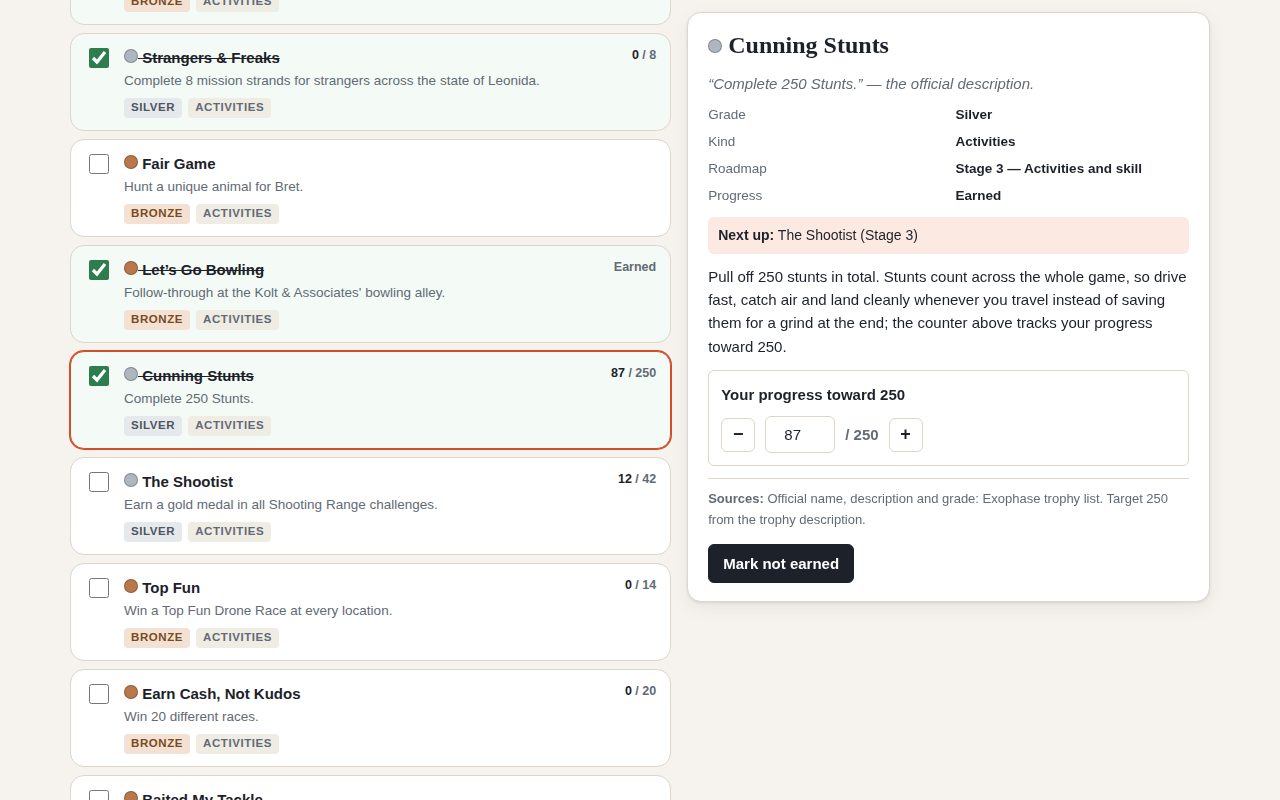 BRONZE ACTIVITIES
Strangers & Freaks 0 / 8
Complete 8 mission strands for strangers across the state of Leonida.
SILVER ACTIVITIES
Fair Game
Hunt a unique animal for Bret.
BRONZE ACTIVITIES
Let's Go Bowling Earned
Follow-through at the Kolt & Associates' bowling alley.
BRONZE ACTIVITIES
Cunning Stunts 87 / 250
Complete 250 Stunts.
SILVER ACTIVITIES
The Shootist 12 / 42
Earn a gold medal in all Shooting Range challenges.
SILVER ACTIVITIES
Top Fun 0 / 14
Win a Top Fun Drone Race at every location.
BRONZE ACTIVITIES
Earn Cash, Not Kudos 0 / 20
Win 20 different races.
BRONZE ACTIVITIES
Baited My Tackle
Cunning Stunts
“Complete 250 Stunts.” — the official description.
Grade Silver
Kind Activities
Roadmap Stage 3 — Activities and skill
Progress Earned
Next up: The Shootist (Stage 3)
Pull off 250 stunts in total. Stunts count across the whole game, so drive
fast, catch air and land cleanly whenever you travel instead of saving
them for a grind at the end; the counter above tracks your progress
toward 250.
Your progress toward 250
− 87 / 250 +
Sources: Official name, description and grade: Exophase trophy list. Target 250
from the trophy description.
Mark not earned